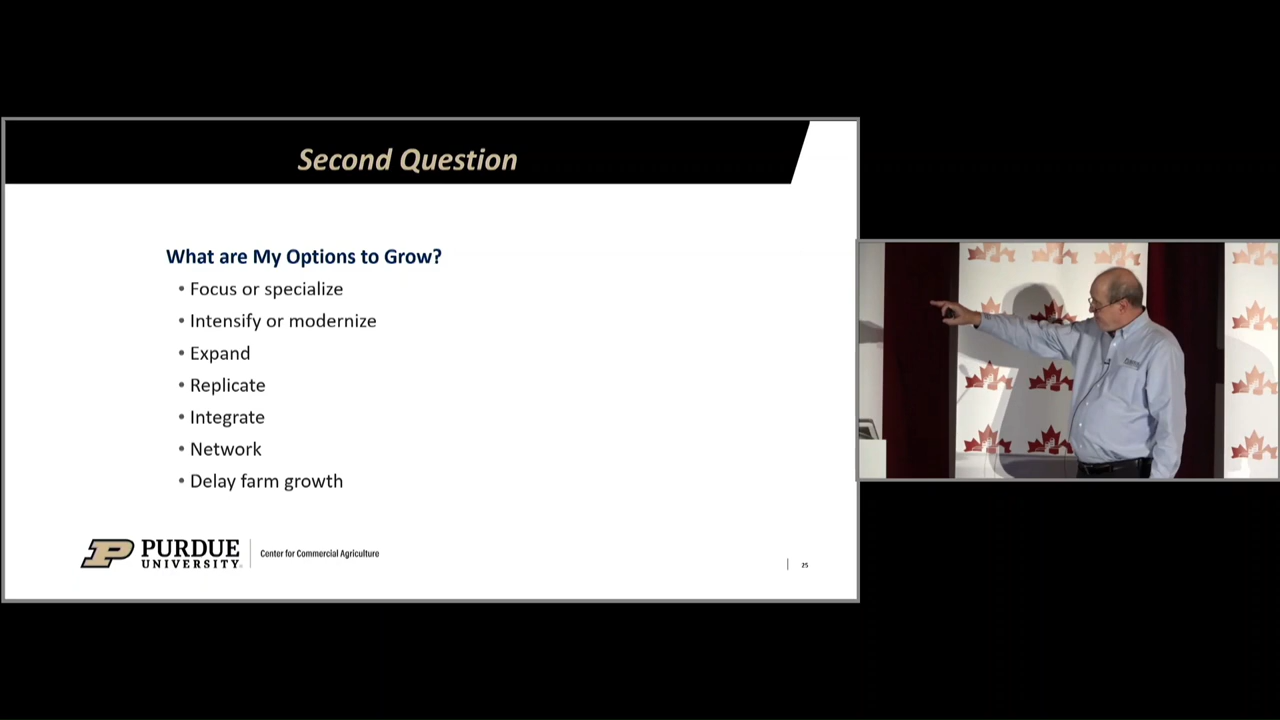 Second Question
What are My Options to Grow?
• Focus or specialize
• Intensify or modernize
• Expand
• Replicate
• Integrate
• Network
• Delay farm growth
P PURDUE
UNIVERSITY
Center for Commercial Agriculture
25